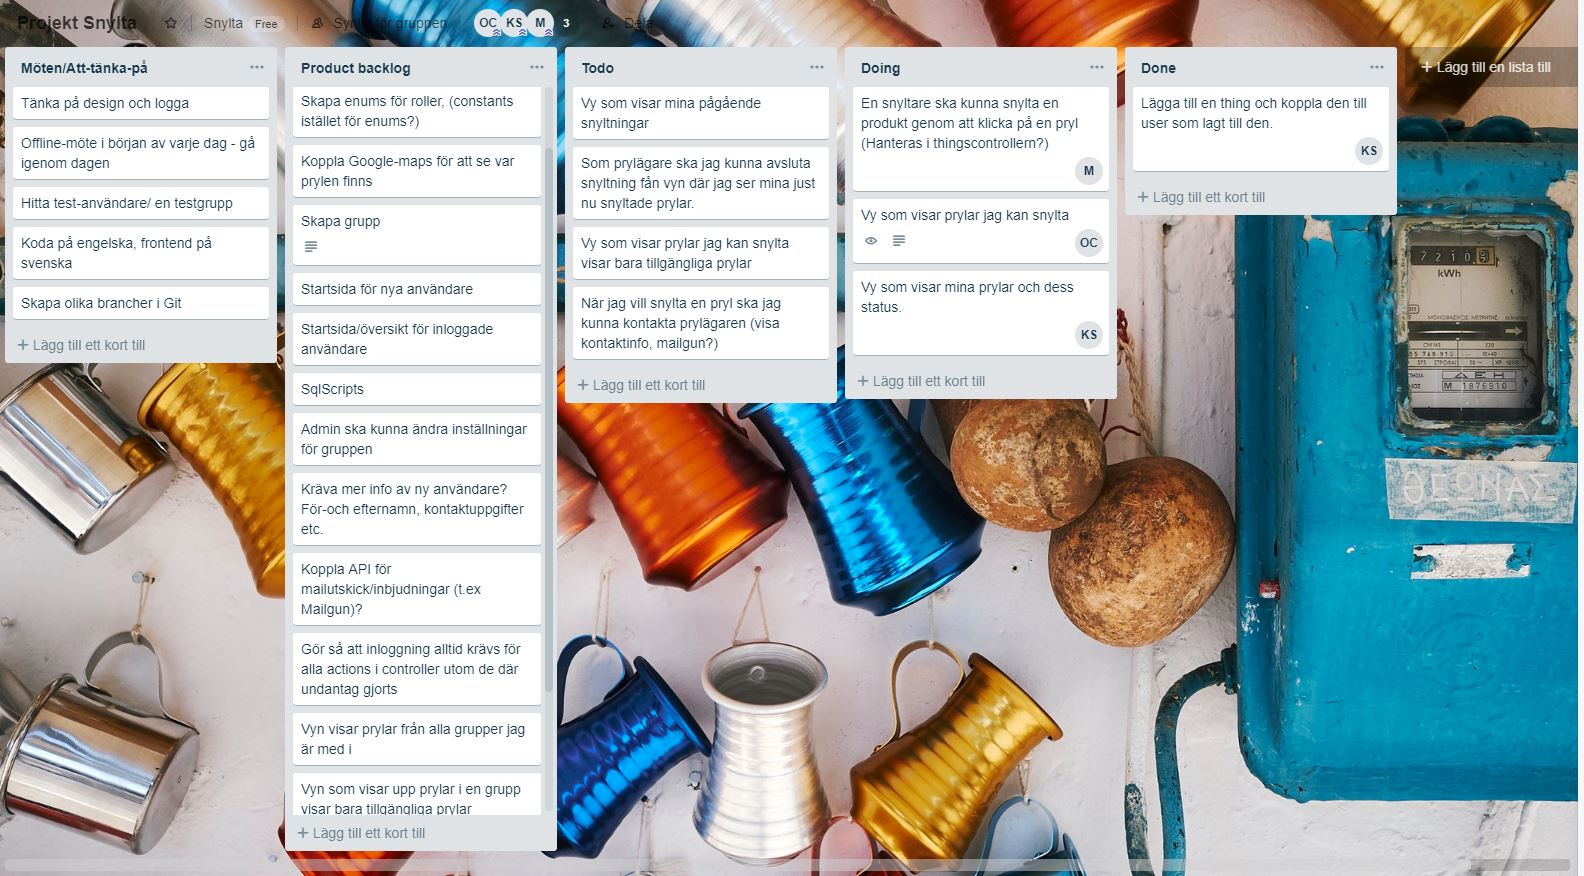 Projekt Snylta
Snylta
Free
Synlig för gruppen
OC
KS
M
3
Dela
Möten/Att-tänka-på
Tänka på design och logga
Offline-möte i början av varje dag - gå
igenom dagen
Hitta test-användare/ en testgrupp
Koda på engelska, frontend på
svenska
Skapa olika brancher i Git
+ Lägg till ett kort till
Product backlog
Skapa enums för roller, (constants
istället för enums?)
Koppla Google-maps för att se var
prylen finns
Skapa grupp
Startsida för nya användare
Startsida/översikt för inloggade
användare
SqlScripts
Admin ska kunna ändra inställningar
för gruppen
Kräva mer info av ny användare?
För-och efternamn, kontaktuppgifter
etc.
Koppla API för
mailutskick/inbjudningar (t.ex
Mailgun)?
Gör så att inloggning alltid krävs för
alla actions i controller utom de där
undantag gjorts
Vyn visar prylar från alla grupper jag
är med i
Vyn som visar upp prylar i en grupp
visar bara tillgängliga prylar
+ Lägg till ett kort till
Todo
Vy som visar mina pågående
snyltningar
Som prylägare ska jag kunna avsluta
snyltning fån vyn där jag ser mina just
nu snyltade prylar.
Vy som visar prylar jag kan snylta
visar bara tillgängliga prylar
När jag vill snylta en pryl ska jag
kunna kontakta prylägaren (visa
kontaktinfo, mailgun?)
+ Lägg till ett kort till
Doing
En snyltare ska kunna snylta en
produkt genom att klicka på en pryl
(Hanteras i thingscontrollern?)
M
Vy som visar prylar jag kan snylta
OC
Vy som visar mina prylar och dess
status.
KS
+ Lägg till ett kort till
Done
Lägga till en thing och koppla den till
user som lagt till den.
KS
+ Lägg till ett kort till
+ Lägg till en lista till
7210
kWh
ΜΟΝΟΦΑΣΙΚΟΣ ΜΕΤΡΗΤΗΣ
ΔΕΗ
Μ 1876910
ΘΕΩΝΑΣ